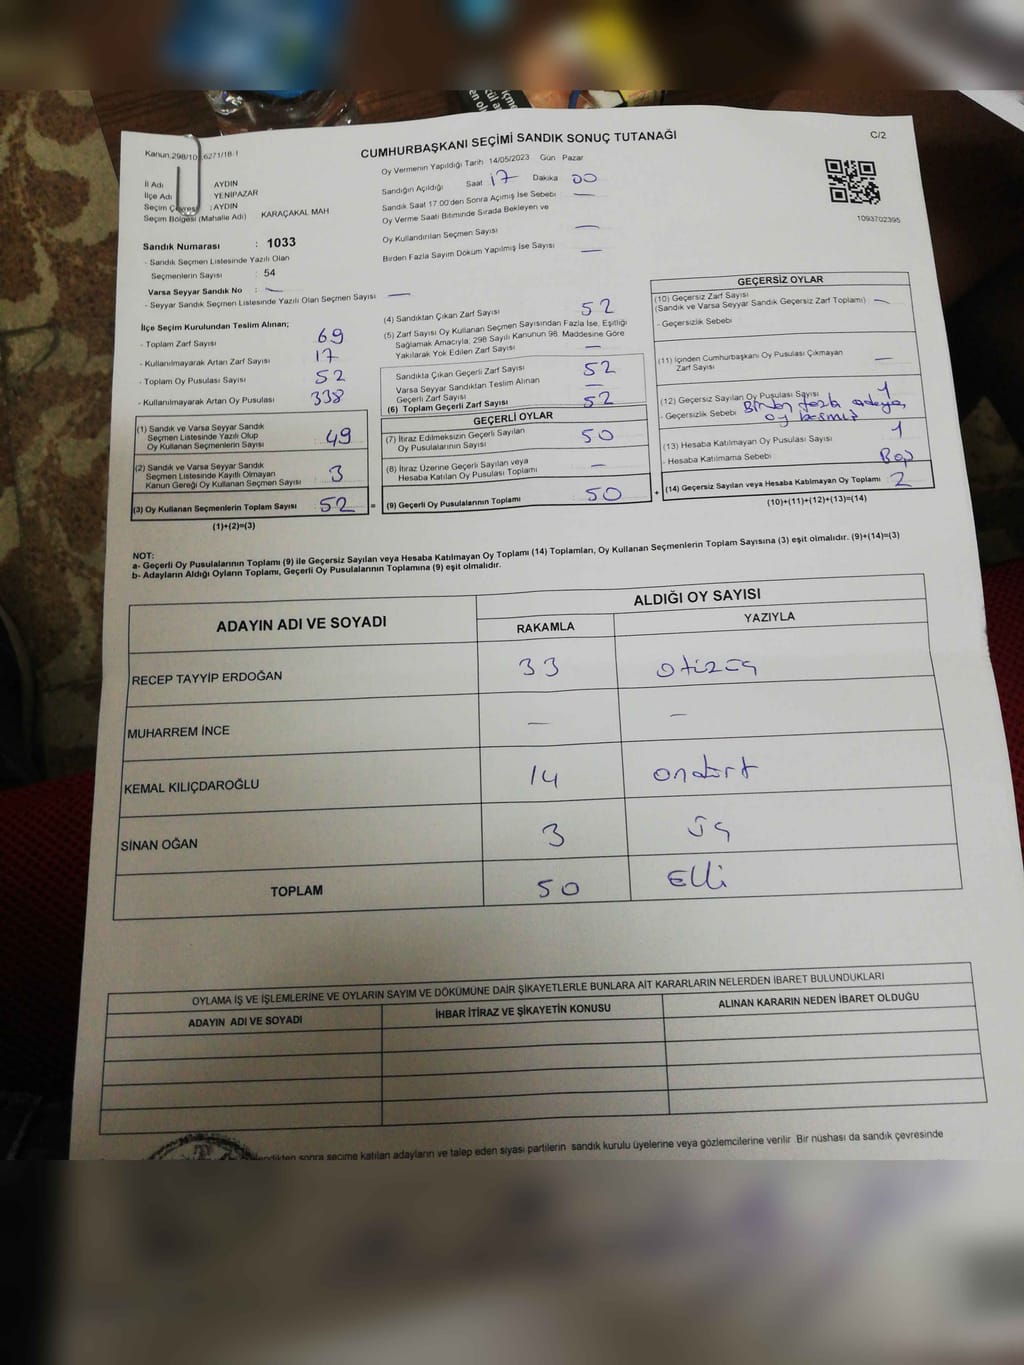 CUMHURBAŞKANI SEÇİMİ SANDIK SONUÇ TUTANAĞI
C/2
Kanun:298/10 6271/18-1
Oy Vermenin Yapıldığı Tarih 14/05/2023 Gün Pazar
İl Adı AYDIN
İlçe Adı YENİPAZAR
Seçim Çevresi : AYDIN
Seçim Bölgesi (Mahalle Adı) KARAÇAKAL MAH
Sandığın Açıldığı Saat 17 Dakika 00
Sandık Saat 17.00'den Sonra Açımış İse Sebebi —
Oy Verme Saati Bitiminde Sırada Bekleyen ve
Oy Kullandırılan Seçmen Sayısı —
Birden Fazla Sayım Döküm Yapılmış İse Sayısı —
1093702395
Sandık Numarası : 1033
- Sandık Seçmen Listesinde Yazılı Olan
Seçmenlerin Sayısı : 54
Varsa Seyyar Sandık No : —
- Seyyar Sandık Seçmen Listesinde Yazılı Olan Seçmen Sayısı —
İlçe Seçim Kurulundan Teslim Alınan;
- Toplam Zarf Sayısı : 69
- Kullanılmayarak Artan Zarf Sayısı : 17
- Toplam Oy Pusulası Sayısı : 52
- Kullanılmayarak Artan Oy Pusulası : 338
(1) Sandık ve Varsa Seyyar Sandık
Seçmen Listesinde Yazılı Olup
Oy Kullanan Seçmenlerin Sayısı : 49
(2) Sandık ve Varsa Seyyar Sandık
Seçmen Listesinde Kayıtlı Olmayan
Kanun Gereği Oy Kullanan Seçmen Sayısı : 3
(3) Oy Kullanan Seçmenlerin Toplam Sayısı : 52 =
(1)+(2)=(3)
(4) Sandıktan Çıkan Zarf Sayısı : 52
(5) Zarf Sayısı Oy Kullanan Seçmen Sayısından Fazla İse, Eşitliği
Sağlamak Amacıyla; 298 Sayılı Kanunun 98. Maddesine Göre
Yakılarak Yok Edilen Zarf Sayısı : —
Sandıkta Çıkan Geçerli Zarf Sayısı : 52
Varsa Seyyar Sandıktan Teslim Alınan
Geçerli Zarf Sayısı : —
(6) Toplam Geçerli Zarf Sayısı : 52
GEÇERLİ OYLAR
(7) İtiraz Edilmeksizin Geçerli Sayılan
Oy Pusulalarının Sayısı : 50
(8) İtiraz Üzerine Geçerli Sayılan veya
Hesaba Katılan Oy Pusulası Toplamı : —
(9) Geçerli Oy Pusulalarının Toplamı : 50 +
GEÇERSİZ OYLAR
(10) Geçersiz Zarf Sayısı
(Sandık ve Varsa Seyyar Sandık Geçersiz Zarf Toplamı) : —
- Geçersizlik Sebebi
(11) İçinden Cumhurbaşkanı Oy Pusulası Çıkmayan
Zarf Sayısı : —
(12) Geçersiz Sayılan Oy Pusulası Sayısı : 1
- Geçersizlik Sebebi Birden fazla adaya
oy basmış
(13) Hesaba Katılmayan Oy Pusulası Sayısı : 1
- Hesaba Katılmama Sebebi Boş
(14) Geçersiz Sayılan veya Hesaba Katılmayan Oy Toplamı : 2
(10)+(11)+(12)+(13)=(14)
NOT:
a- Geçerli Oy Pusulalarının Toplamı (9) ile Geçersiz Sayılan veya Hesaba Katılmayan Oy Toplamı (14) Toplamları, Oy Kullanan Seçmenlerin Toplam Sayısına (3) eşit olmalıdır. (9)+(14)=(3)
b- Adayların Aldığı Oyların Toplamı, Geçerli Oy Pusulalarının Toplamına (9) eşit olmalıdır.
ADAYIN ADI VE SOYADI ALDIĞI OY SAYISI
RAKAMLA YAZIYLA
RECEP TAYYİP ERDOĞAN 33 otüzüç
MUHARREM İNCE — —
KEMAL KILIÇDAROĞLU 14 ondört
SİNAN OĞAN 3 üç
TOPLAM 50 Elli
OYLAMA İŞ VE İŞLEMLERİNE VE OYLARIN SAYIM VE DÖKÜMÜNE DAİR ŞİKAYETLERLE BUNLARA AİT KARARLARIN NELERDEN İBARET BULUNDUKLARI
ADAYIN ADI VE SOYADI İHBAR İTİRAZ VE ŞİKAYETİN KONUSU ALINAN KARARIN NEDEN İBARET OLDUĞU
sonra seçime katılan adayların ve talep eden siyasi partilerin sandık kurulu üyelerine veya gözlemcilerine verilir. Bir nüshası da sandık çevresinde